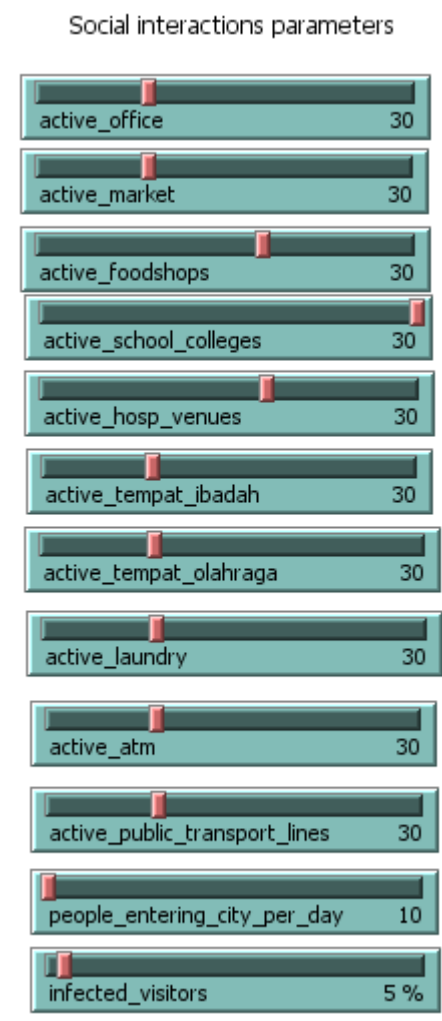 Social interactions parameters
active_office 30
active_market 30
active_foodshops 30
active_school_colleges 30
active_hosp_venues 30
active_tempat_ibadah 30
active_tempat_olahraga 30
active_laundry 30
active_atm 30
active_public_transport_lines 30
people_entering_city_per_day 10
infected_visitors 5 %